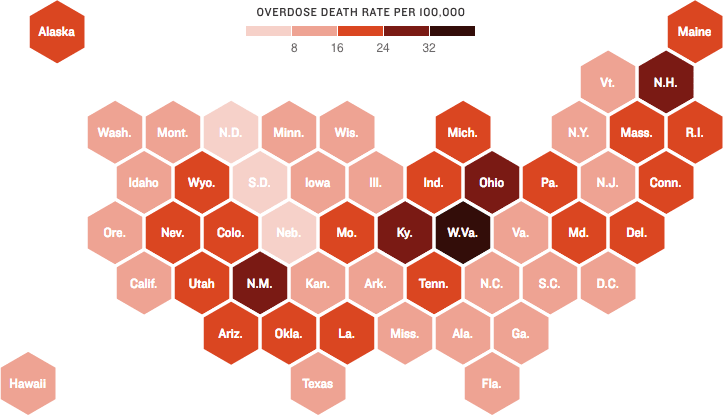 OVERDOSE DEATH RATE PER 100,000
8 16 24 32
Alaska Maine
Vt. N.H.
Wash. Mont. N.D. Minn. Wis. Mich. N.Y. Mass. R.I.
Idaho Wyo. S.D. Iowa Ill. Ind. Ohio Pa. N.J. Conn.
Ore. Nev. Colo. Neb. Mo. Ky. W.Va. Va. Md. Del.
Calif. Utah N.M. Kan. Ark. Tenn. N.C. S.C. D.C.
Ariz. Okla. La. Miss. Ala. Ga.
Hawaii Texas Fla.